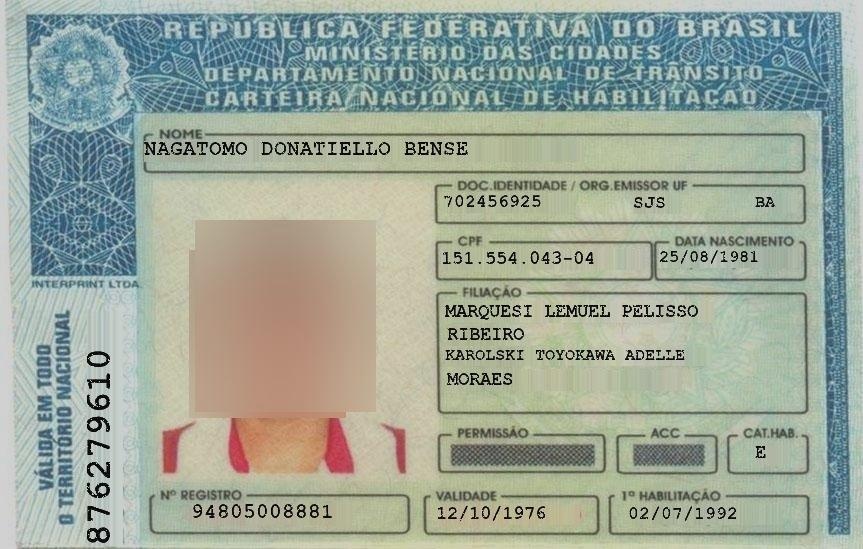 REPÚBLICA FEDERATIVA DO BRASIL
MINISTÉRIO DAS CIDADES
DEPARTAMENTO NACIONAL DE TRÂNSITO
CARTEIRA NACIONAL DE HABILITAÇÃO
NOME
NAGATOMO DONATIELLO BENSE
DOC.IDENTIDADE / ORG.EMISSOR UF
702456925 SJS BA
CPF DATA NASCIMENTO
151.554.043-04 25/08/1981
FILIAÇÃO
MARQUESI LEMUEL PELISSO
RIBEIRO
KAROLSKI TOYOKAWA ADELLE
MORAES
PERMISSÃO ACC CAT.HAB.
E
Nº REGISTRO VALIDADE 1ª HABILITAÇÃO
94805008881 12/10/1976 02/07/1992
INTERPRINT LTDA.
VÁLIDA EM TODO
O TERRITÓRIO NACIONAL
876279610